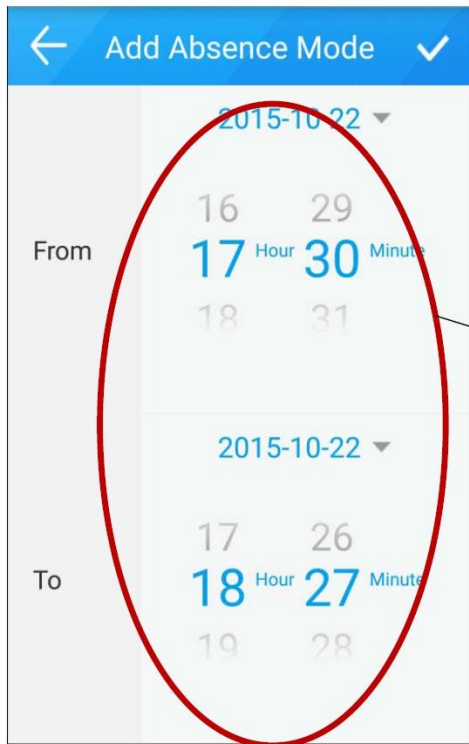 Add Absence Mode
2015-10-22
16 29
From
17 Hour 30 Minute
18 31
2015-10-22
17 26
To
18 Hour 27 Minute
19 28